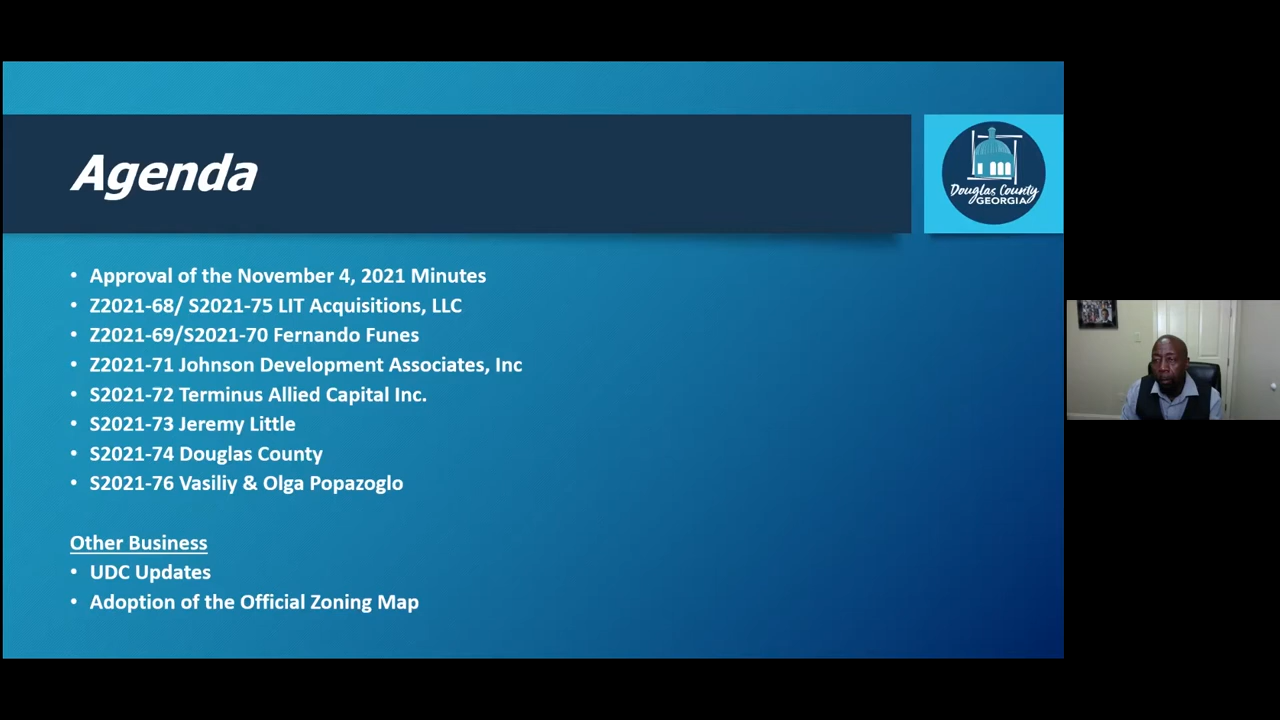 Agenda
Douglas County
GEORGIA
• Approval of the November 4, 2021 Minutes
• Z2021-68/ S2021-75 LIT Acquisitions, LLC
• Z2021-69/S2021-70 Fernando Funes
• Z2021-71 Johnson Development Associates, Inc
• S2021-72 Terminus Allied Capital Inc.
• S2021-73 Jeremy Little
• S2021-74 Douglas County
• S2021-76 Vasiliy & Olga Popazoglo
Other Business
• UDC Updates
• Adoption of the Official Zoning Map